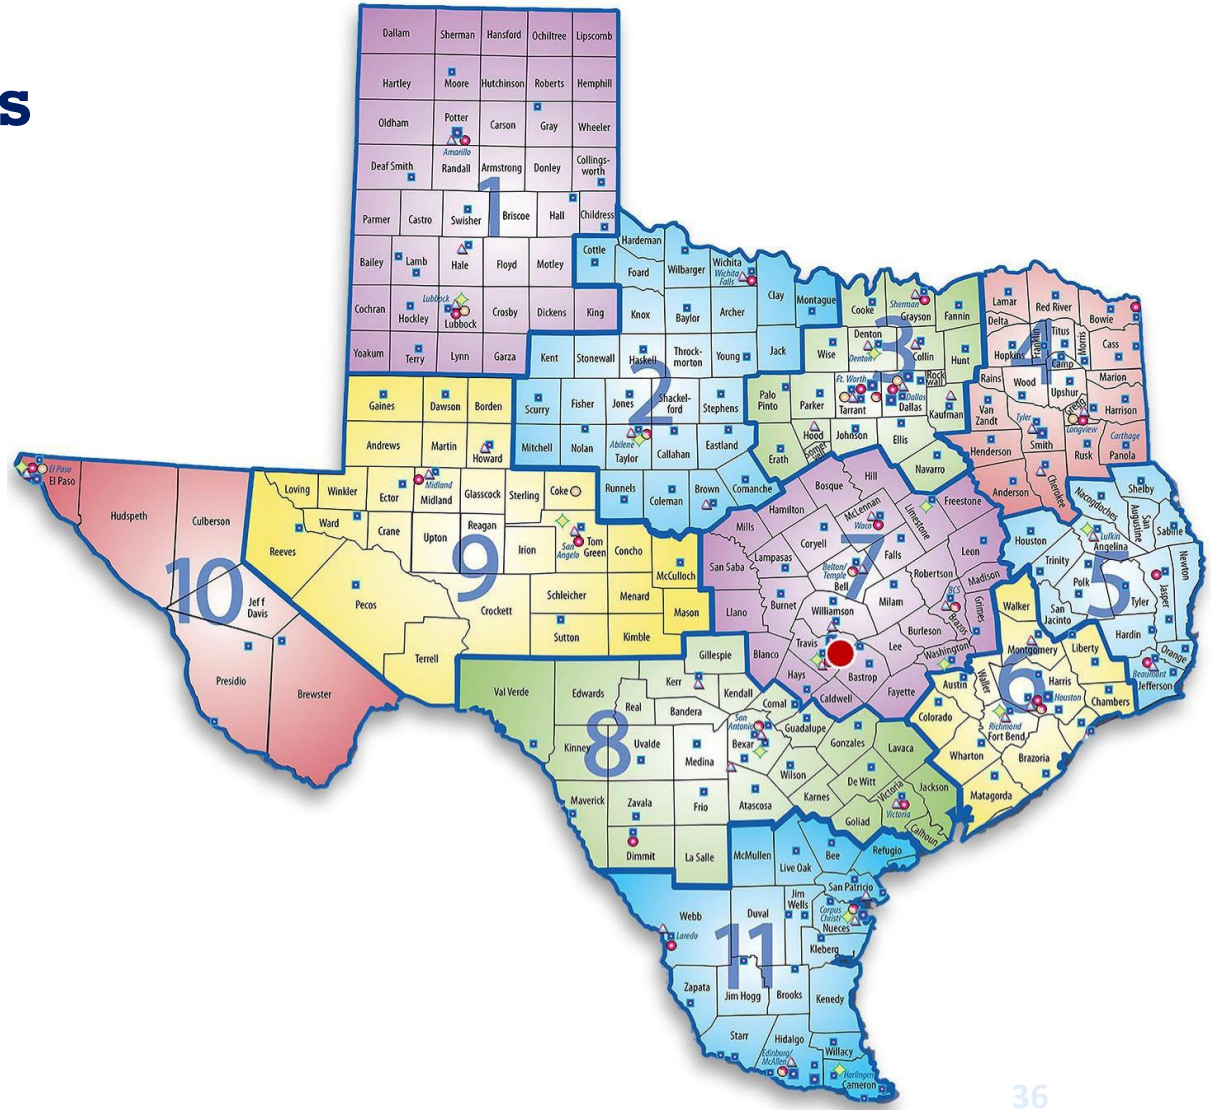 s
Dallam Sherman Hansford Ochiltree Lipscomb
Hartley Moore Hutchinson Roberts Hemphill
Oldham Potter Carson Gray Wheeler
Amarillo
Deaf Smith Randall Armstrong Donley Collings-
worth
1
Parmer Castro Swisher Briscoe Hall Childress
Bailey Lamb Hale Floyd Motley
Cochran Hockley Lubbock Lubbock Crosby Dickens King
Yoakum Terry Lynn Garza
Cottle Hardeman
Foard Wilbarger Wichita
Wichita
Falls
Clay Montague
Knox Baylor Archer
Kent Stonewall Haskell Throck-
morton Young Jack
2
Scurry Fisher Jones Shackel-
ford Stephens
Mitchell Nolan Abilene
Taylor Callahan Eastland
Runnels Coleman Brown Comanche
Cooke Sherman
Grayson Fannin
3
Wise Denton
Denton Collin Hunt
Rock
wall
Palo
Pinto Parker Ft. Worth
Tarrant Dallas
Dallas Kaufman
Hood Johnson Ellis
Erath Navarro
Lamar Red River Bowie
Delta Titus
Hopkins Franklin Camp Morris Cass
4
Rains Wood Upshur Marion
Van
Zandt Gregg Harrison
Tyler
Smith Longview Carthage
Henderson Rusk Panola
Anderson Cherokee
Shelby
Nacogdoches San
Augustine Sabine
Houston Lufkin
Angelina Newton
Trinity Polk Jasper
5
San
Jacinto Tyler
Hardin
Orange
Beaumont
Jefferson
Walker
Montgomery Liberty
6
Austin Waller Harris
Houston Chambers
Colorado Richmond
Fort Bend
Wharton Brazoria
Matagorda
Bosque Hill
Hamilton McLennan
Waco Limestone Freestone
Mills
Coryell Falls Leon
7
San Saba Lampasas Belton/
Temple
Bell Robertson Madison
Llano Burnet Williamson Milam BCS
Brazos Grimes
Burleson
Travis Lee Washington
Blanco Hays Bastrop
Caldwell Fayette
Gaines Dawson Borden
Andrews Martin Howard
Loving Winkler Ector Midland
Midland Glasscock Sterling Coke
Ward Crane Upton Reagan Irion San
Angelo Tom
Green Concho
Reeves
9
McCulloch
Pecos Crockett Schleicher Menard Mason
Sutton Kimble
Terrell
El Paso
El Paso
Hudspeth Culberson
10
Jeff
Davis
Presidio Brewster
Val Verde Edwards Kerr Gillespie
Real Bandera Kendall Comal
8
Kinney Uvalde Medina San
Antonio
Bexar Guadalupe Gonzales Lavaca
Wilson De Witt
Maverick Zavala Frio Atascosa Karnes Victoria
Victoria Jackson
Goliad Calhoun
Dimmit La Salle
McMullen Live Oak Bee Refugio
San Patricio
Webb Duval Jim
Wells Corpus
Christi
Nueces
Laredo
11
Kleberg
Zapata Jim Hogg Brooks Kenedy
Starr Hidalgo
Edinburg/
McAllen Willacy
Harlingen
Cameron
36